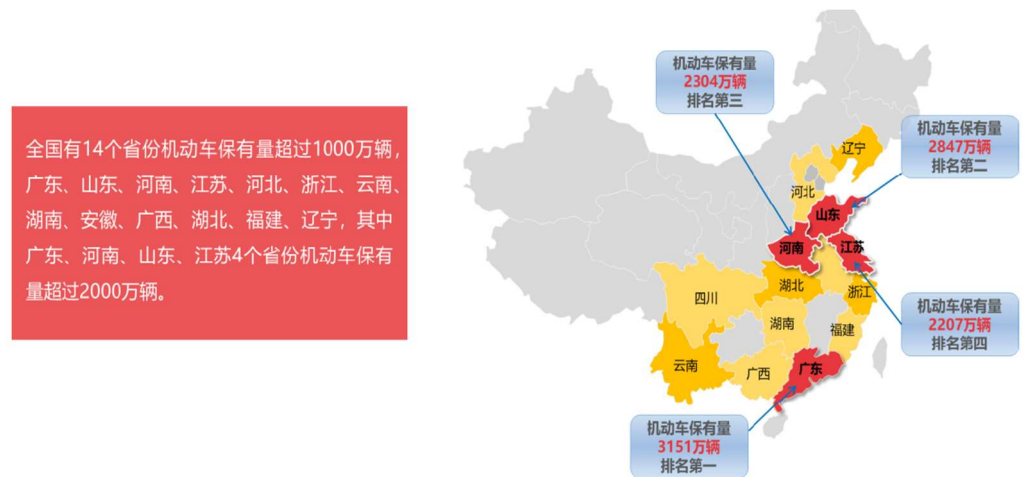 全国有14个省份机动车保有量超过1000万辆，
广东、山东、河南、江苏、河北、浙江、云南、
湖南、安徽、广西、湖北、福建、辽宁，其中
广东、河南、山东、江苏4个省份机动车保有
量超过2000万辆。
机动车保有量
2304万辆
排名第三
机动车保有量
2847万辆
排名第二
辽宁
河北
山东
河南
江苏
湖北
四川
浙江
机动车保有量
2207万辆
排名第四
湖南
福建
云南
广西
广东
机动车保有量
3151万辆
排名第一